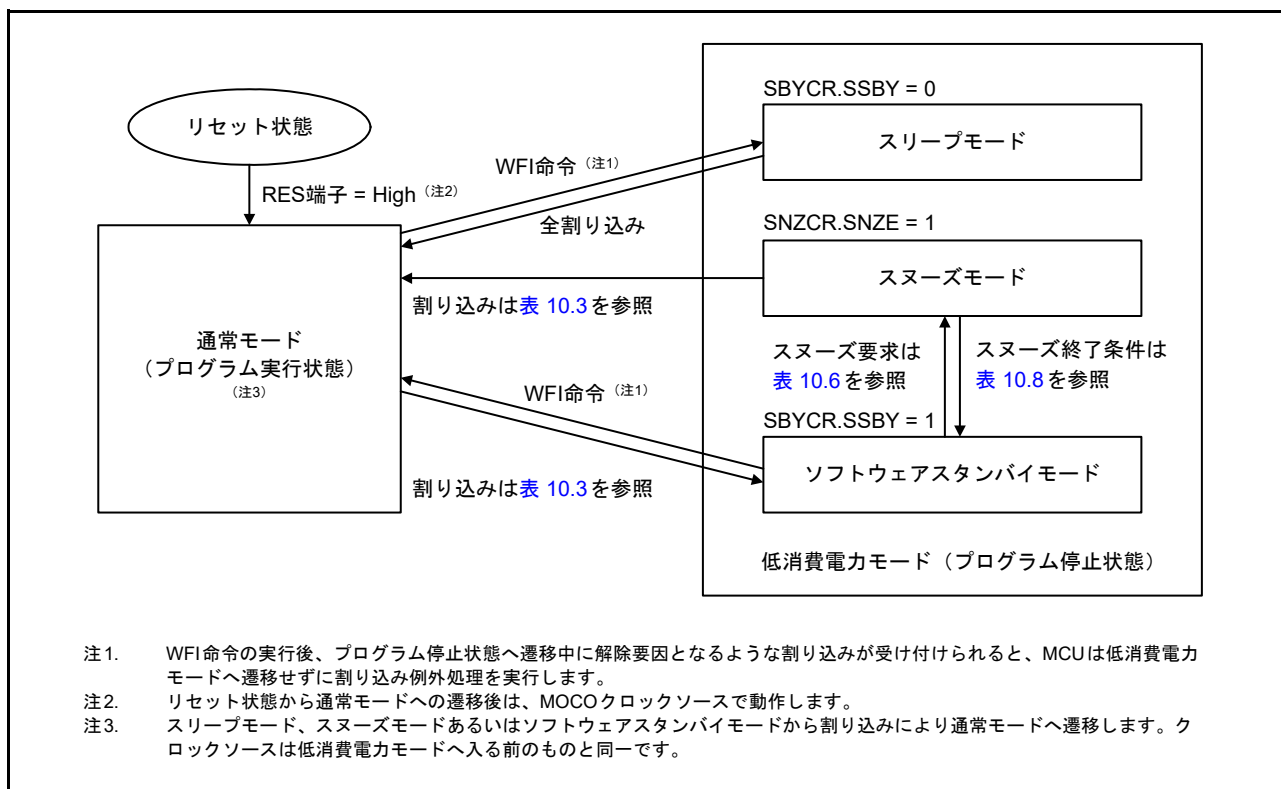 リセット状態
RES端子 = High（注2）
通常モード
（プログラム実行状態）
（注3）
WFI命令（注1）
全割り込み
割り込みは表 10.3を参照
WFI命令（注1）
割り込みは表 10.3を参照
SBYCR.SSBY = 0
スリープモード
SNZCR.SNZE = 1
スヌーズモード
スヌーズ要求は
表 10.6を参照
スヌーズ終了条件は
表 10.8を参照
SBYCR.SSBY = 1
ソフトウェアスタンバイモード
低消費電力モード（プログラム停止状態）
注1. WFI命令の実行後、プログラム停止状態へ遷移中に解除要因となるような割り込みが受け付けられると、MCUは低消費電力
モードへ遷移せずに割り込み例外処理を実行します。
注2. リセット状態から通常モードへの遷移後は、MOCOクロックソースで動作します。
注3. スリープモード、スヌーズモードあるいはソフトウェアスタンバイモードから割り込みにより通常モードへ遷移します。ク
ロックソースは低消費電力モードへ入る前のものと同一です。